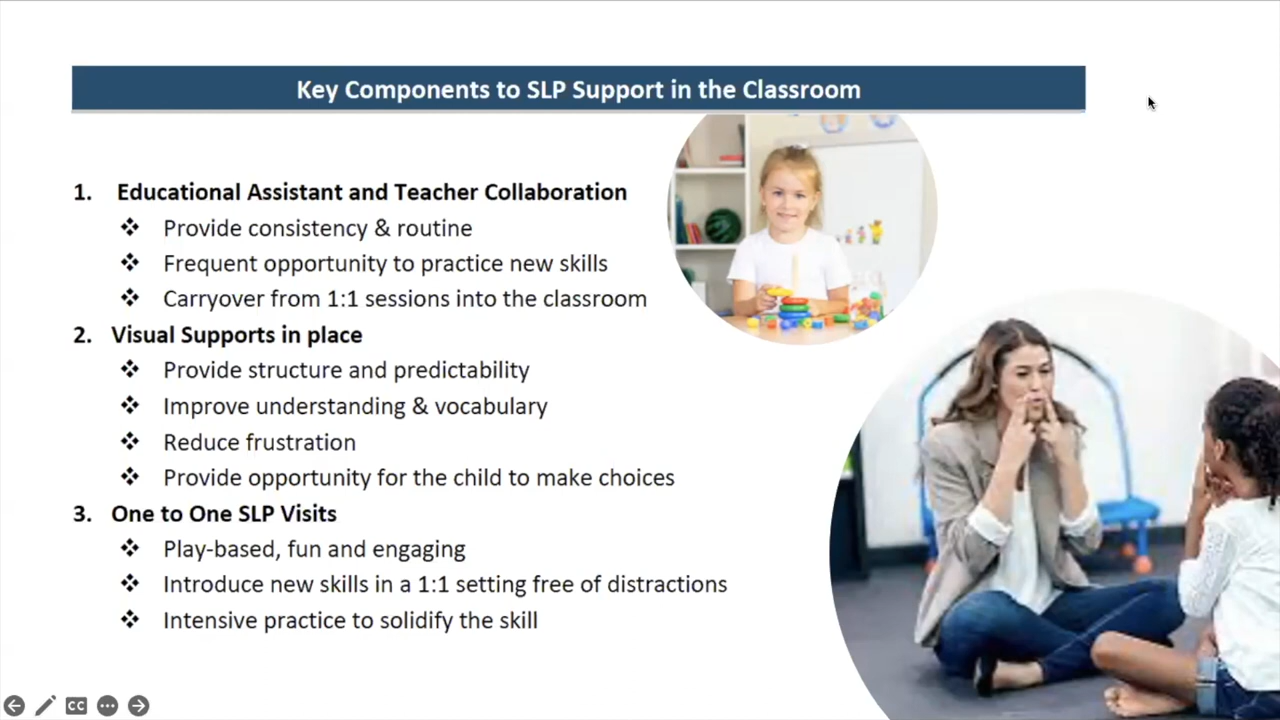 Key Components to SLP Support in the Classroom
1. Educational Assistant and Teacher Collaboration
❖ Provide consistency & routine
❖ Frequent opportunity to practice new skills
❖ Carryover from 1:1 sessions into the classroom
2. Visual Supports in place
❖ Provide structure and predictability
❖ Improve understanding & vocabulary
❖ Reduce frustration
❖ Provide opportunity for the child to make choices
3. One to One SLP Visits
❖ Play-based, fun and engaging
❖ Introduce new skills in a 1:1 setting free of distractions
❖ Intensive practice to solidify the skill
CC